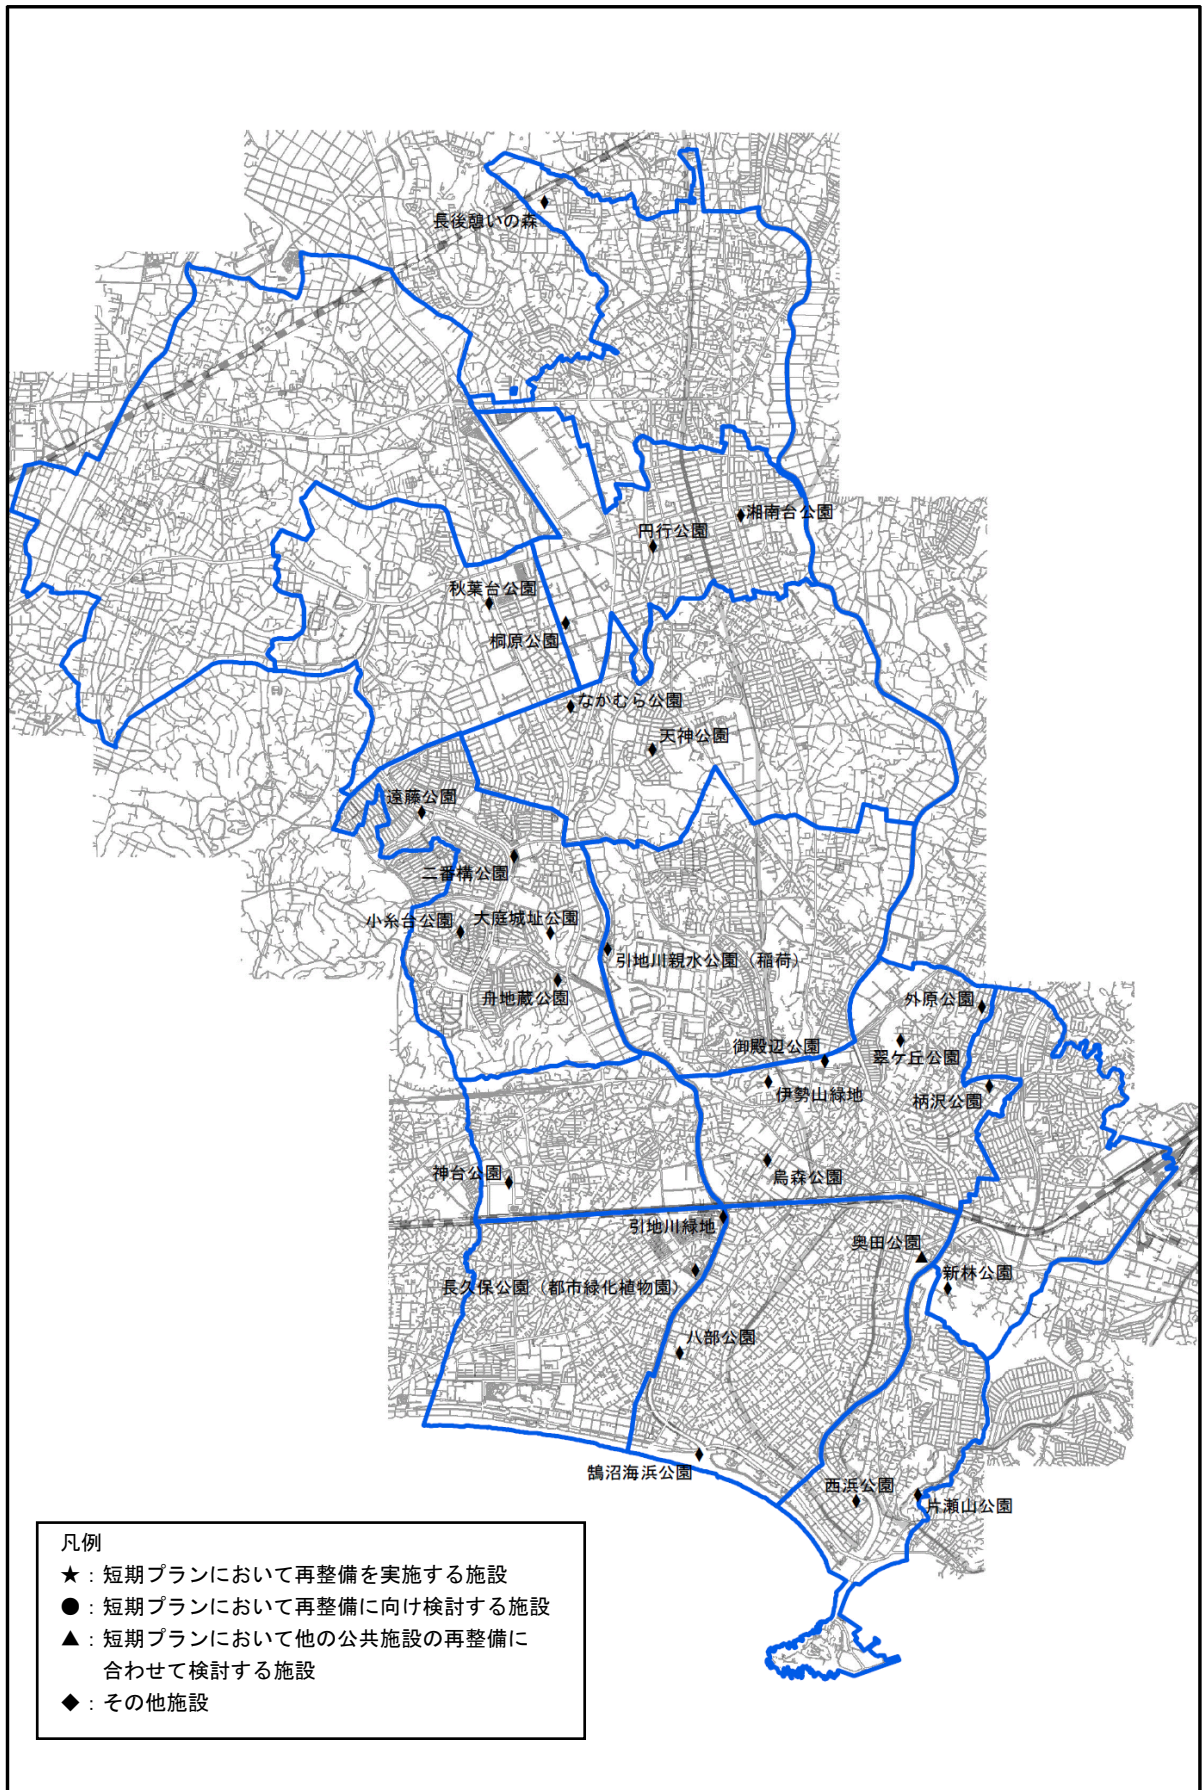 長後憩いの森
湘南台公園
円行公園
秋葉台公園
桐原公園
なかむら公園
天神公園
遠藤公園
二番構公園
小糸台公園
大庭城址公園
引地川親水公園（稲荷）
舟地蔵公園
外原公園
御殿辺公園
翠ケ丘公園
伊勢山緑地
柄沢公園
神台公園
烏森公園
引地川緑地
奥田公園
新林公園
長久保公園（都市緑化植物園）
八部公園
鵠沼海浜公園
西浜公園
片瀬山公園
凡例
★：短期プランにおいて再整備を実施する施設
●：短期プランにおいて再整備に向け検討する施設
▲：短期プランにおいて他の公共施設の再整備に
合わせて検討する施設
◆：その他施設